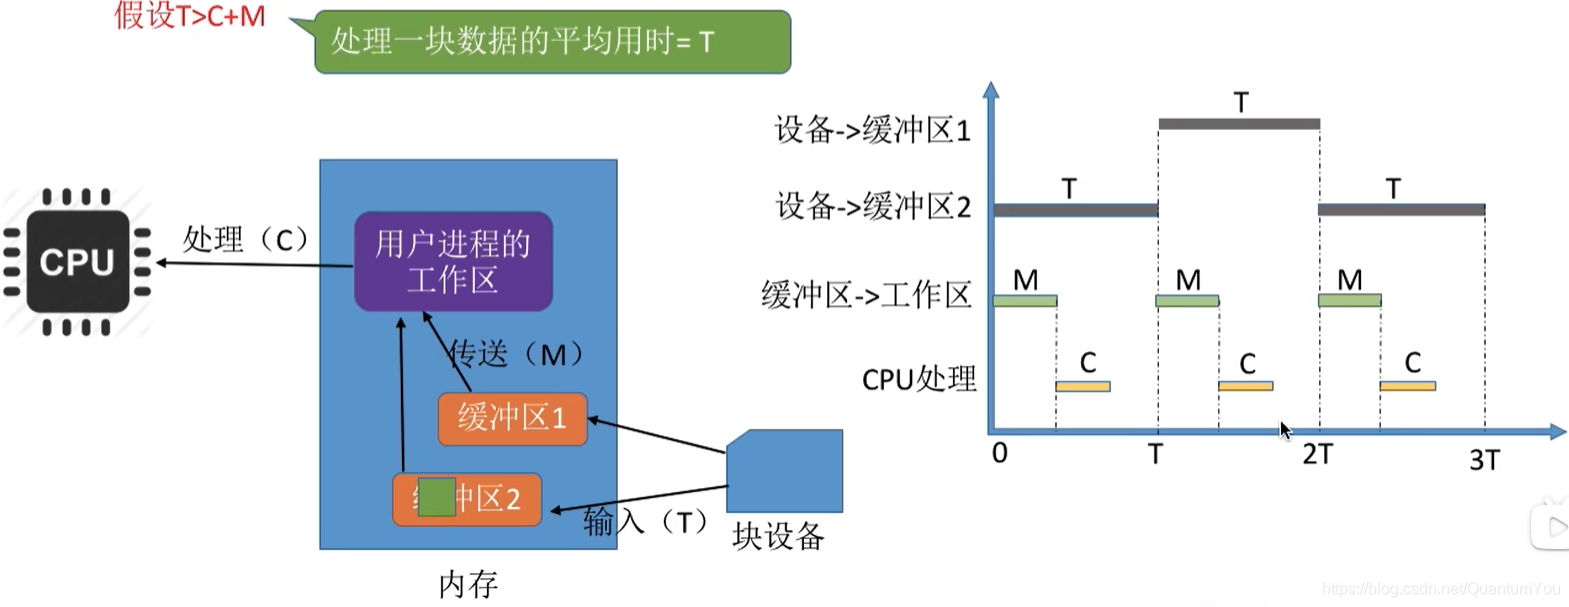 假设T>C+M
处理一块数据的平均用时= T
CPU
处理（C）
用户进程的
工作区
传送（M）
缓冲区1
冲区2
输入（T）
块设备
内存
设备->缓冲区1
T
设备->缓冲区2
T
T
缓冲区->工作区
M
M
M
CPU处理
C
C
C
0
T
2T
3T
https://blog.csdn.net/QuantumYou